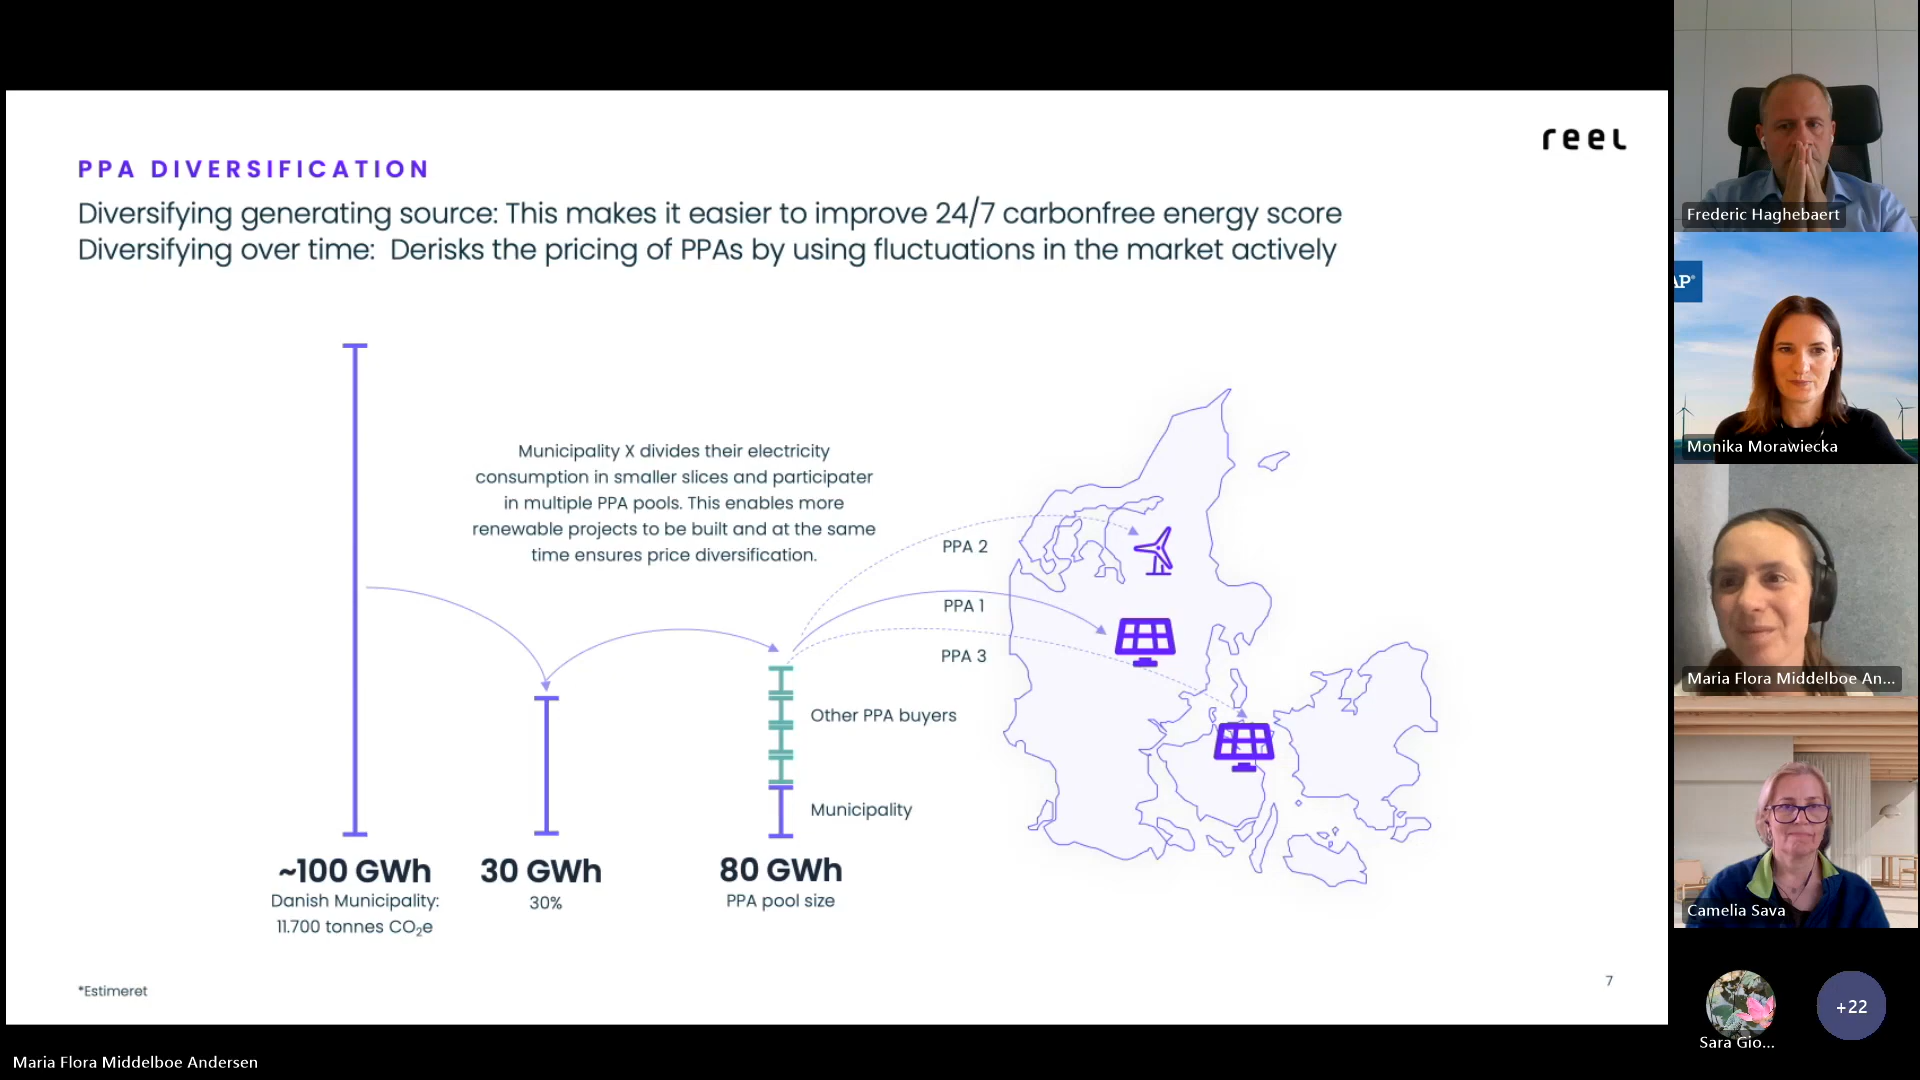 reel
PPA DIVERSIFICATION
Diversifying generating source: This makes it easier to improve 24/7 carbonfree energy score
Diversifying over time:  Derisks the pricing of PPAs by using fluctuations in the market actively
Municipality X divides their electricity
consumption in smaller slices and participater
in multiple PPA pools. This enables more
renewable projects to be built and at the same
time ensures price diversification.
PPA 2
PPA 1
PPA 3
Other PPA buyers
Municipality
~100 GWh
Danish Municipality:
11.700 tonnes CO₂e
30 GWh
30%
80 GWh
PPA pool size
*Estimeret
7
Maria Flora Middelboe Andersen
Frederic Haghebaert
AP®
Monika Morawiecka
Maria Flora Middelboe An...
Camelia Sava
Sara Gio...
+22